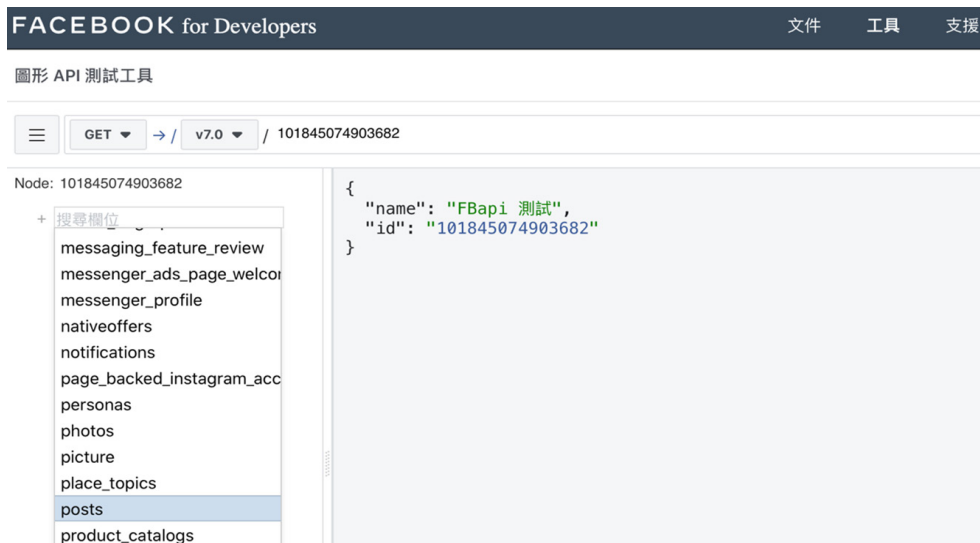 FACEBOOK for Developers 文件 工具 支援
圖形 API 測試工具
GET → / v7.0 / 101845074903682
Node: 101845074903682
+ 搜尋欄位
messaging_feature_review
messenger_ads_page_welcor
messenger_profile
nativeoffers
notifications
page_backed_instagram_acc
personas
photos
picture
place_topics
posts
product_catalogs
{
"name": "FBapi 測試",
"id": "101845074903682"
}